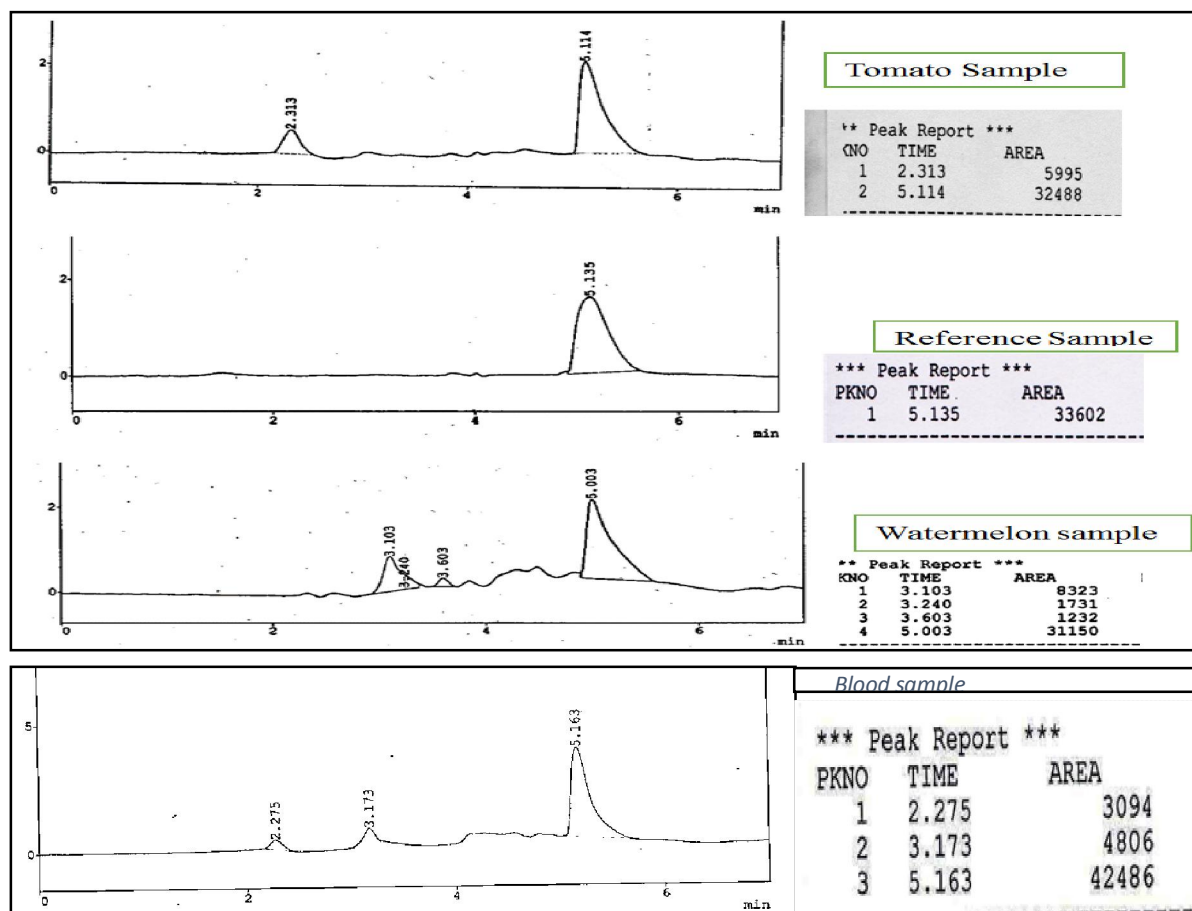 5.114
2
2.313
0
0 2 4 6
min
Tomato Sample
** Peak Report ***
KNO TIME AREA
1 2.313 5995
2 5.114 32488
5.135
2
0
0 2 4 6
min
Reference Sample
*** Peak Report ***
PKNO TIME AREA
1 5.135 33602
5.003
2
3.103
3.240
3.603
0
0 2 4 6
min
Watermelon sample
** Peak Report ***
KNO TIME AREA
1 3.103 8323
2 3.240 1731
3 3.603 1232
4 5.003 31150
5.163
5
2.275
3.173
0
0 2 4 6
min
Blood sample
*** Peak Report ***
PKNO TIME AREA
1 2.275 3094
2 3.173 4806
3 5.163 42486